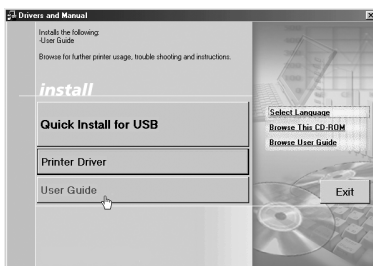 Drivers and Manual
Installs the following:
-User Guide
Browse for further printer usage, trouble shooting and instructions.
install
Quick Install for USB
Printer Driver
User Guide
Select Language
Browse This CD-ROM
Browse User Guide
Exit